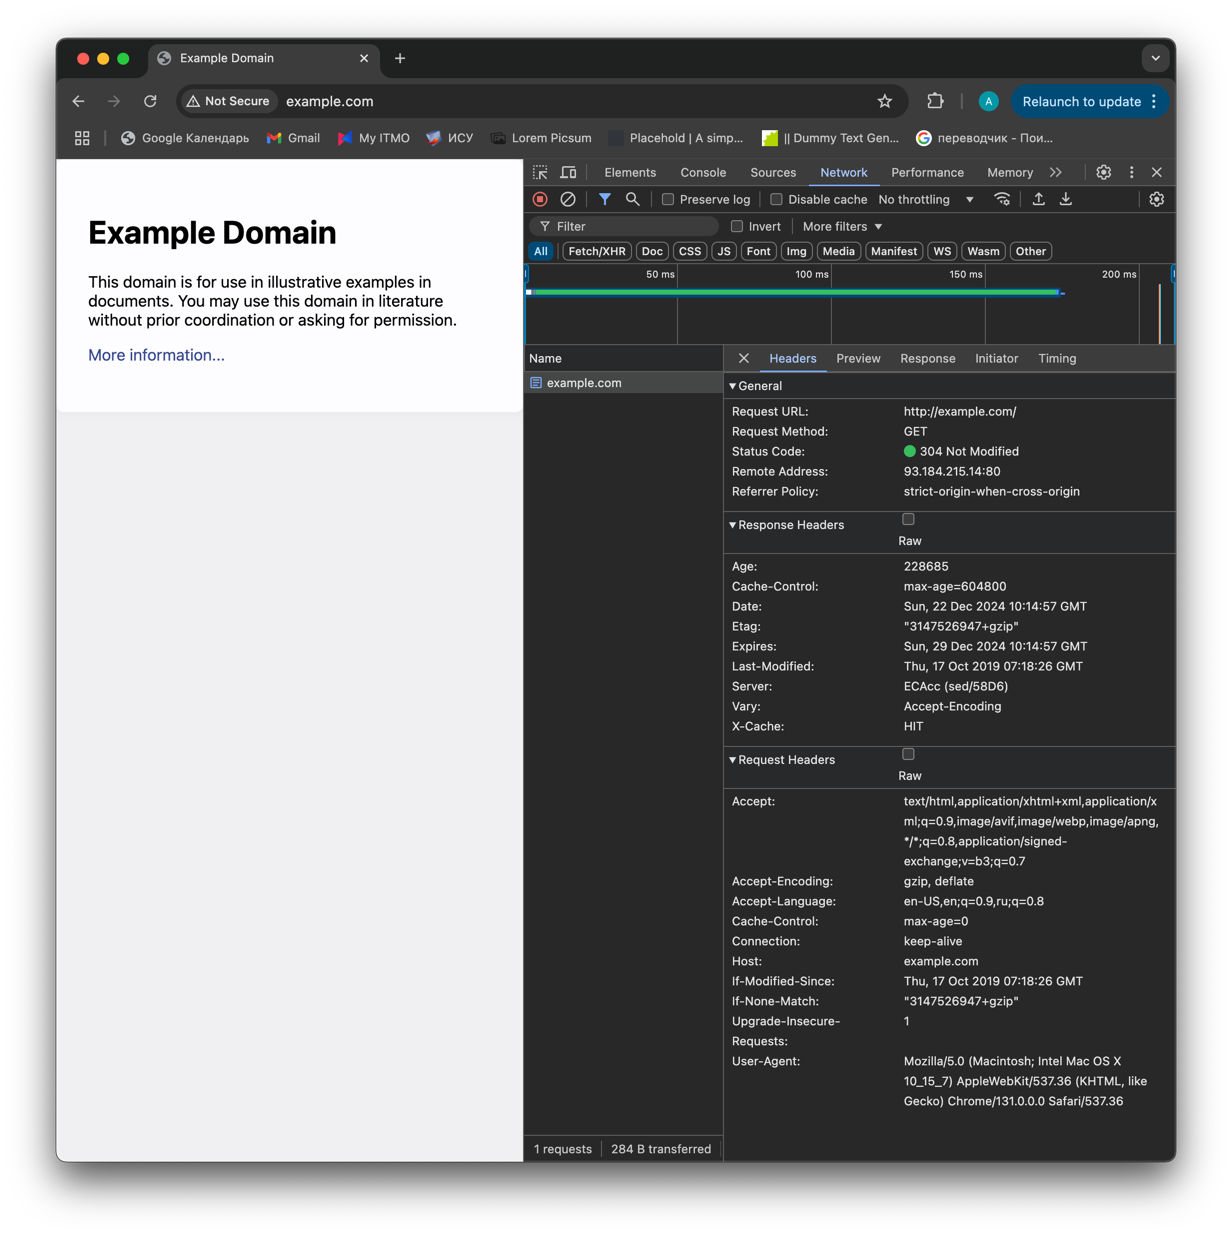 Example Domain
Not Secure
example.com
A
Relaunch to update
Google Календарь
Gmail
My ITMO
ИСУ
Lorem Picsum
Placehold | A simp...
|| Dummy Text Gen...
переводчик - Пои...
Example Domain
This domain is for use in illustrative examples in
documents. You may use this domain in literature
without prior coordination or asking for permission.
More information...
Elements
Console
Sources
Network
Performance
Memory
Preserve log
Disable cache
No throttling
Filter
Invert
More filters
All
Fetch/XHR
Doc
CSS
JS
Font
Img
Media
Manifest
WS
Wasm
Other
50 ms
100 ms
150 ms
200 ms
Name
example.com
Headers
Preview
Response
Initiator
Timing
General
Request URL: http://example.com/
Request Method: GET
Status Code: 304 Not Modified
Remote Address: 93.184.215.14:80
Referrer Policy: strict-origin-when-cross-origin
Response Headers
Raw
Age: 228685
Cache-Control: max-age=604800
Date: Sun, 22 Dec 2024 10:14:57 GMT
Etag: "3147526947+gzip"
Expires: Sun, 29 Dec 2024 10:14:57 GMT
Last-Modified: Thu, 17 Oct 2019 07:18:26 GMT
Server: ECAcc (sed/58D6)
Vary: Accept-Encoding
X-Cache: HIT
Request Headers
Raw
Accept: text/html,application/xhtml+xml,application/x
ml;q=0.9,image/avif,image/webp,image/apng,
*/*;q=0.8,application/signed-
exchange;v=b3;q=0.7
Accept-Encoding: gzip, deflate
Accept-Language: en-US,en;q=0.9,ru;q=0.8
Cache-Control: max-age=0
Connection: keep-alive
Host: example.com
If-Modified-Since: Thu, 17 Oct 2019 07:18:26 GMT
If-None-Match: "3147526947+gzip"
Upgrade-Insecure- 1
Requests:
User-Agent: Mozilla/5.0 (Macintosh; Intel Mac OS X
10_15_7) AppleWebKit/537.36 (KHTML, like
Gecko) Chrome/131.0.0.0 Safari/537.36
1 requests
284 B transferred